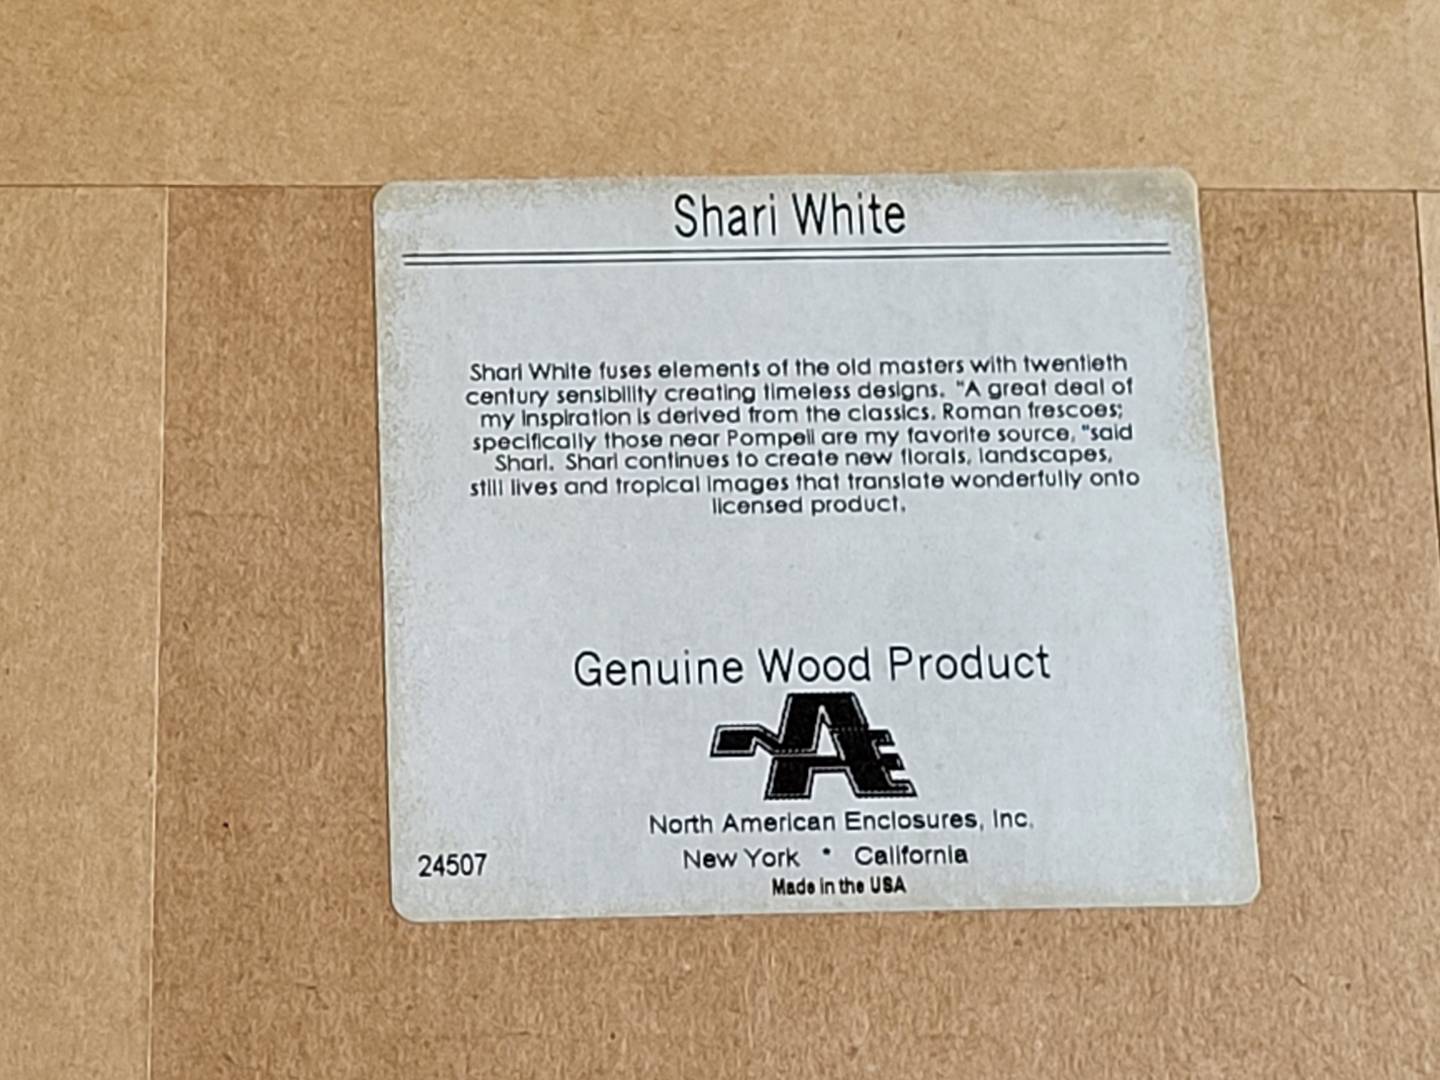 Shari White
Shari White fuses elements of the old masters with twentieth
century sensibility creating timeless designs. "A great deal of
my inspiration is derived from the classics. Roman frescoes;
specifically those near Pompeii are my favorite source, "said
Shari. Shari continues to create new florals, landscapes,
still lives and tropical images that translate wonderfully onto
licensed product.
Genuine Wood Product
NAE
North American Enclosures, Inc.
New York * California
24507
Made in the USA